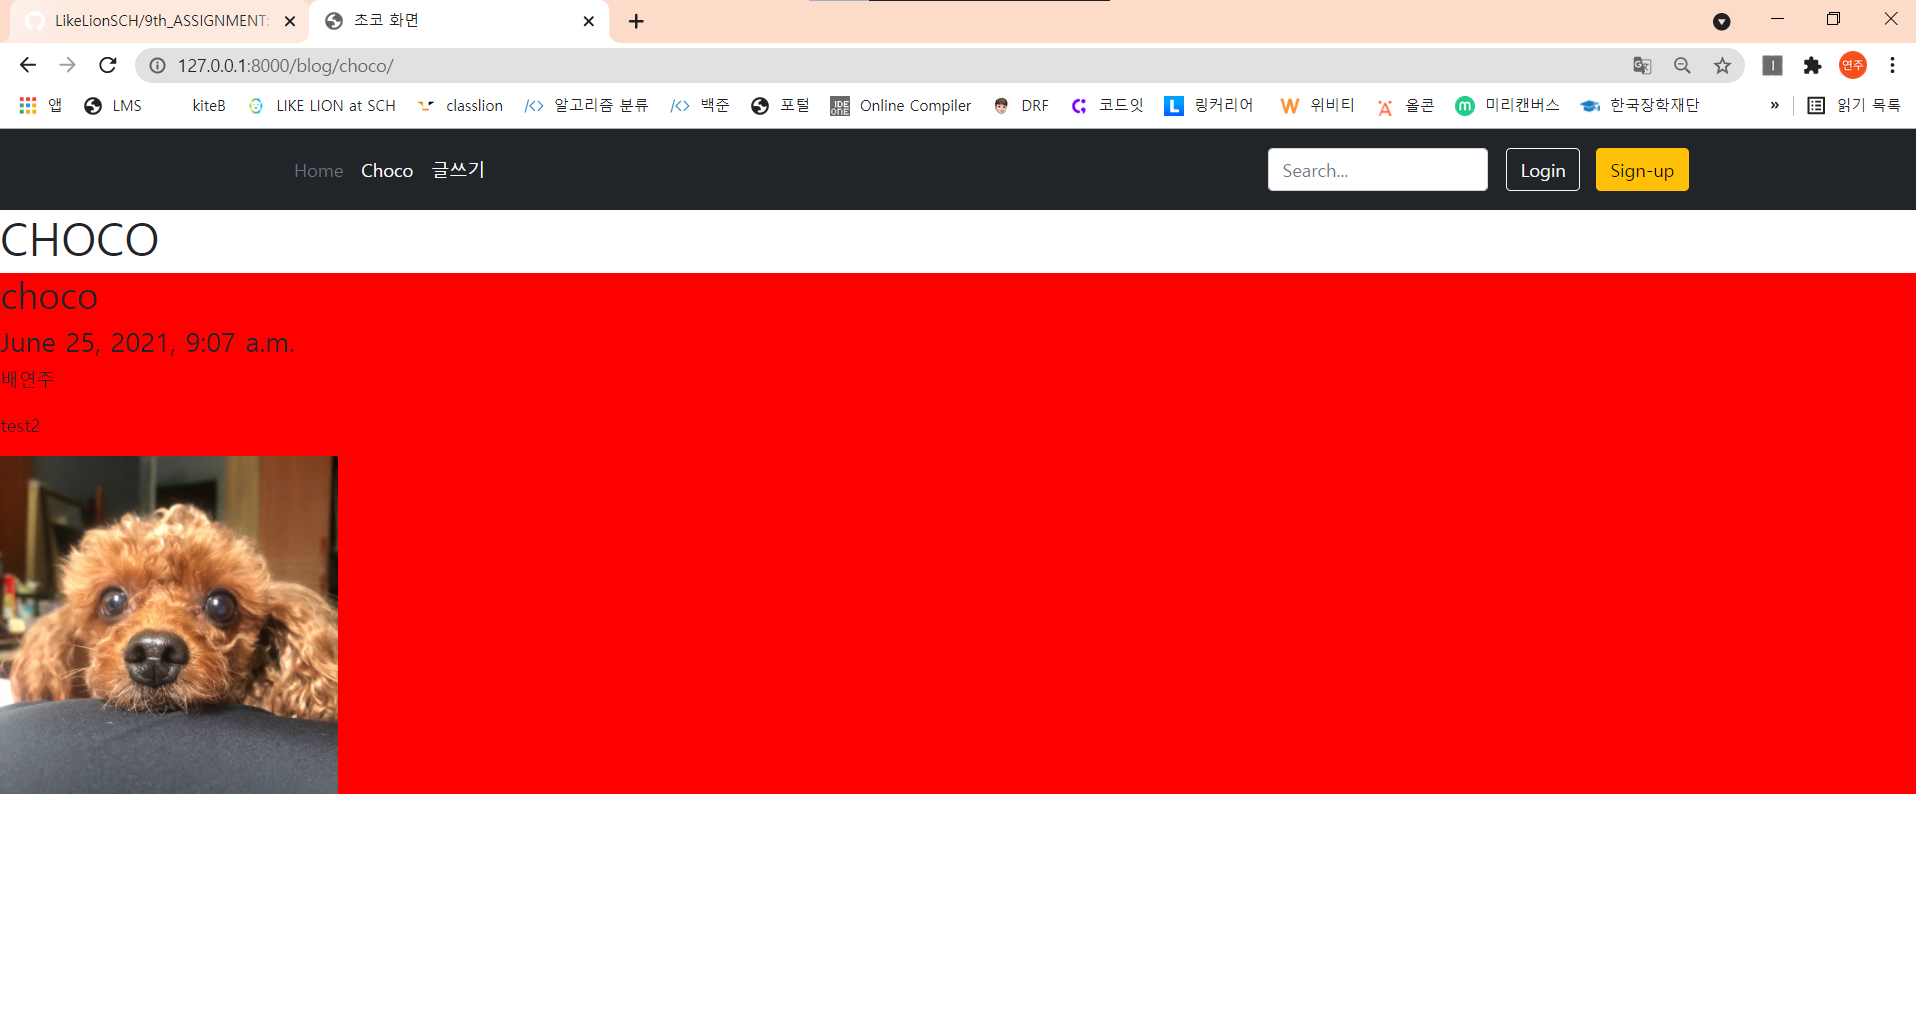 LikeLionSCH/9th_ASSIGNMENT:
초코 화면
127.0.0.1:8000/blog/choco/
연주
앱 LMS kiteB LIKE LION at SCH classlion 알고리즘 분류 백준 포털 IDE ONE Online Compiler DRF 코드잇 L 링커리어 W 위비티 올콘 m 미리캔버스 한국장학재단 » 읽기 목록
Home Choco 글쓰기 Search... Login Sign-up
CHOCO
choco
June 25, 2021, 9:07 a.m.
배연주
test2